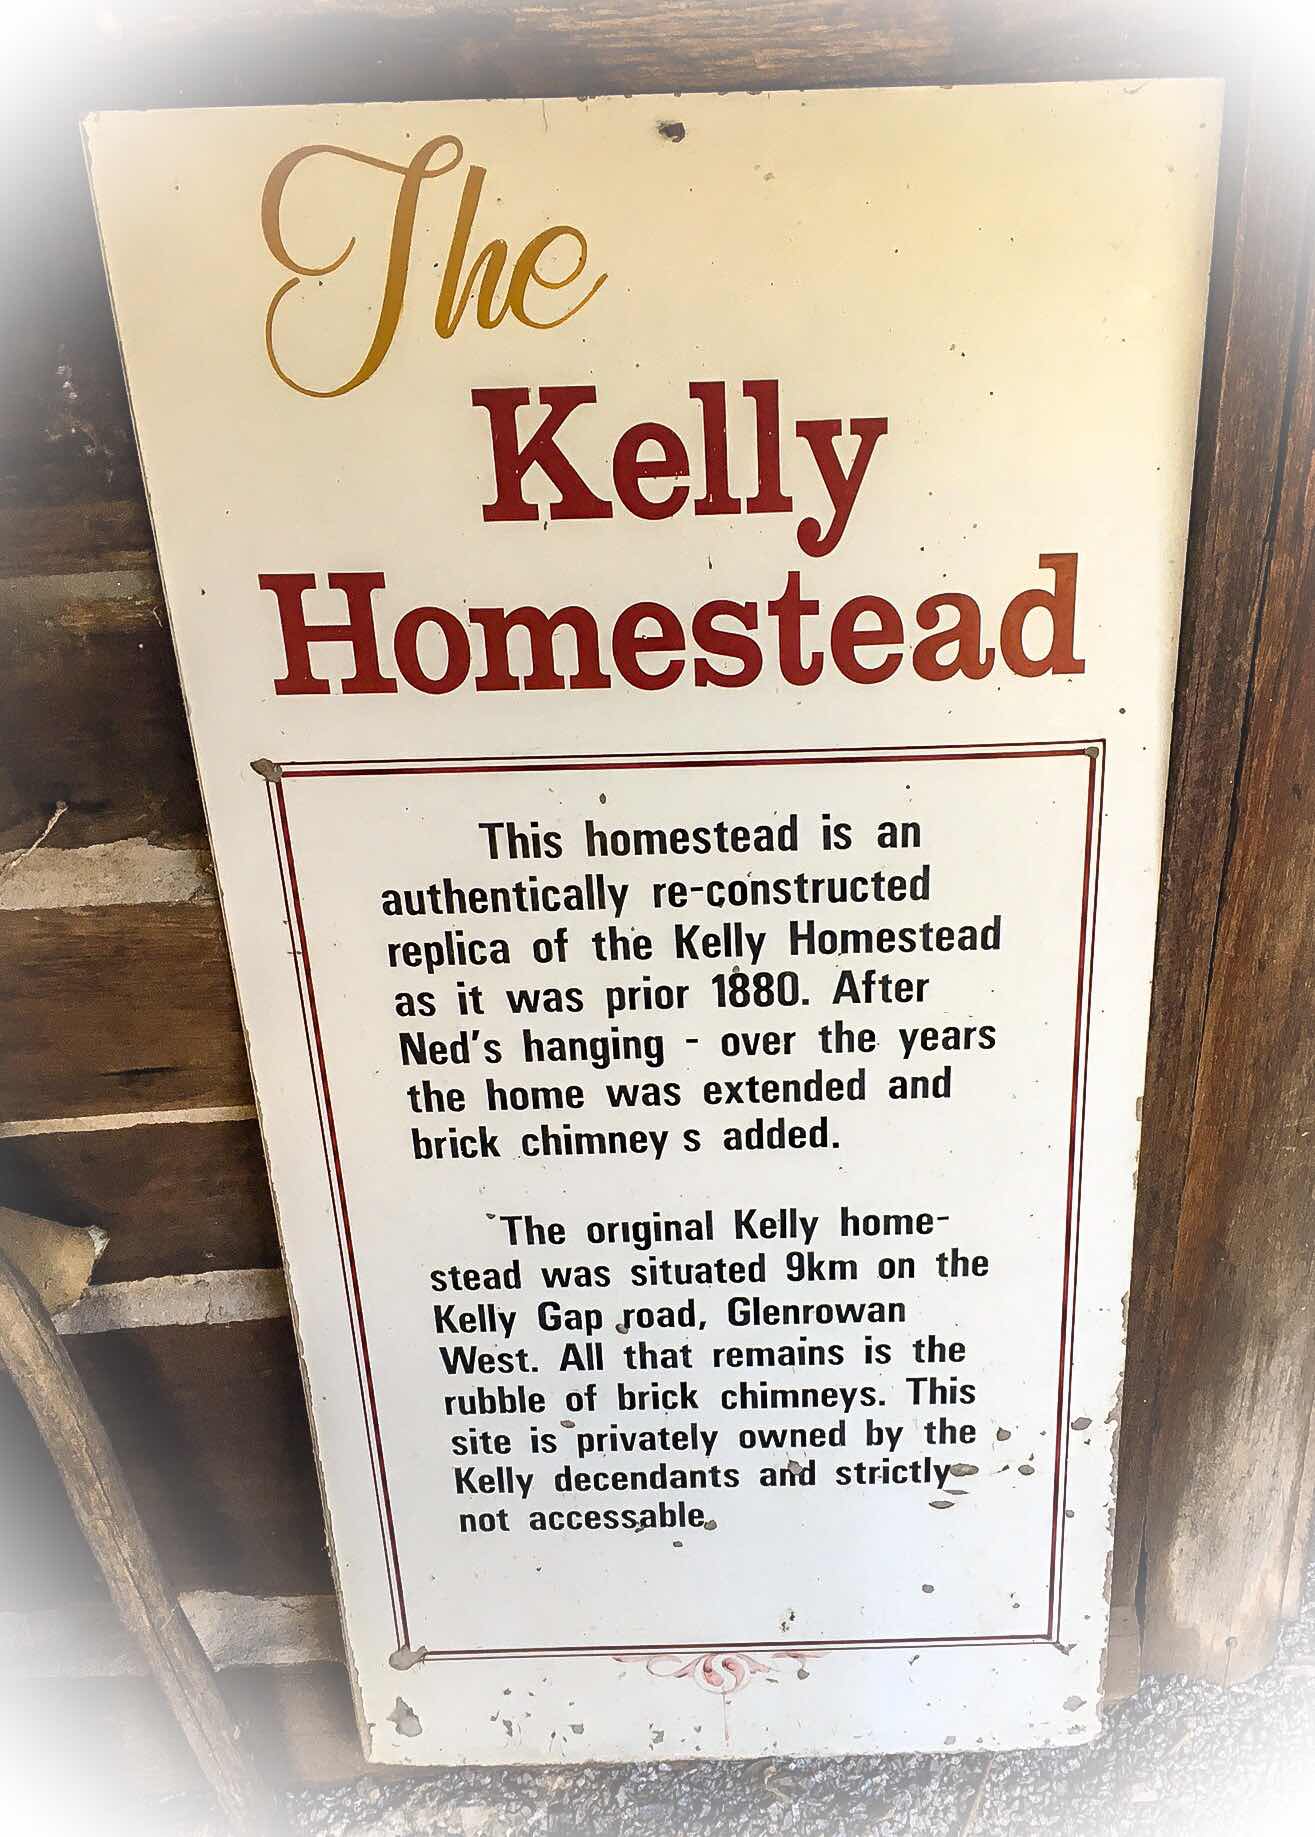 The
Kelly
Homestead
This homestead is an
authentically re-constructed
replica of the Kelly Homestead
as it was prior 1880. After
Ned's hanging - over the years
the home was extended and
brick chimney s added.
The original Kelly home-
stead was situated 9km on the
Kelly Gap road, Glenrowan
West. All that remains is the
rubble of brick chimneys. This
site is privately owned by the
Kelly decendants and strictly
not accessable.